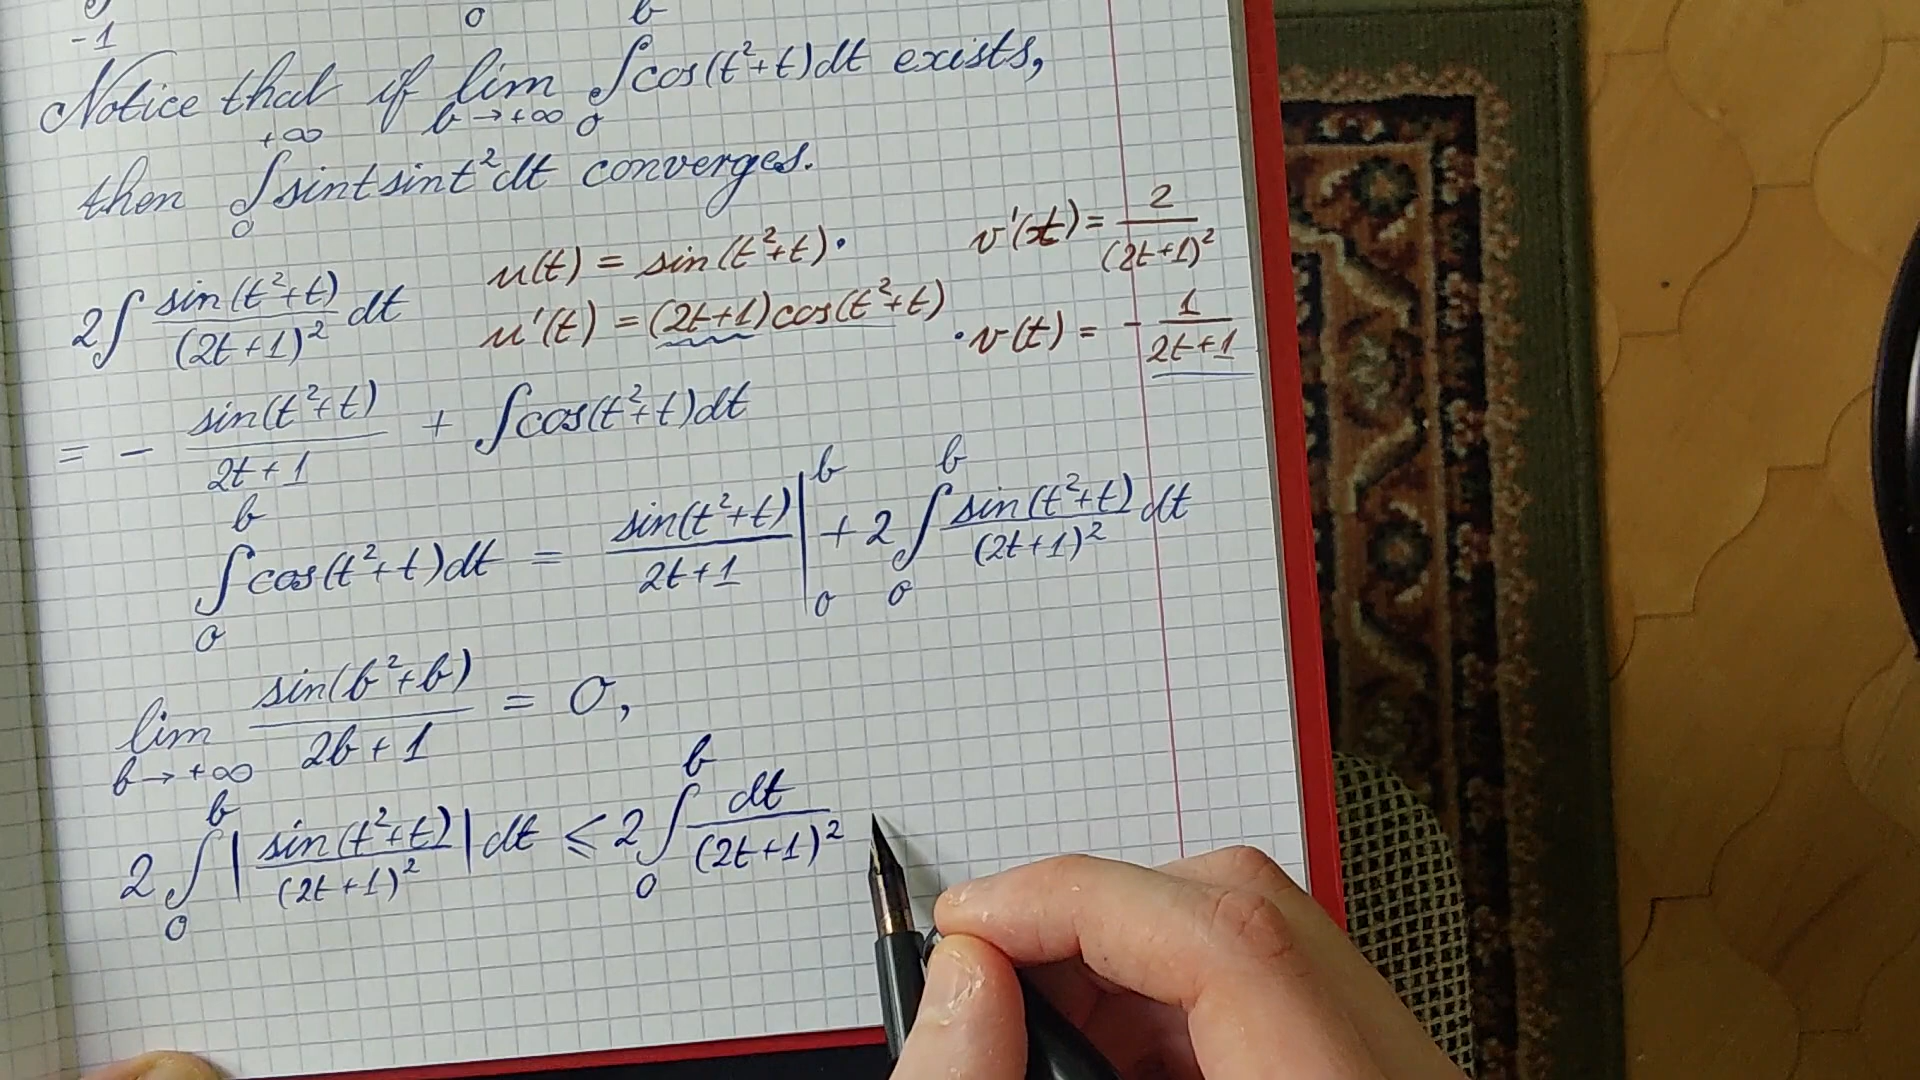 -1 0 b
Notice that if lim_{b→+∞} ∫_0 cos(t²+t)dt exists,
then ∫_0^{+∞} sint sint² dt converges.
2∫ sin(t²+t)/(2t+1)² dt
u(t) = sin(t²+t)· v'(t) = 2/(2t+1)²
u'(t) = (2t+1)cos(t²+t) ·v(t) = - 1/(2t+1)
= - sin(t²+t)/(2t+1) + ∫cos(t²+t)dt
∫_0^b cos(t²+t)dt = sin(t²+t)/(2t+1) |_0^b + 2∫_0^b sin(t²+t)/(2t+1)² dt
lim_{b→+∞} sin(b²+b)/(2b+1) = 0,
2∫_0^b |sin(t²+t)/(2t+1)²| dt ⩽ 2∫_0^b dt/(2t+1)²